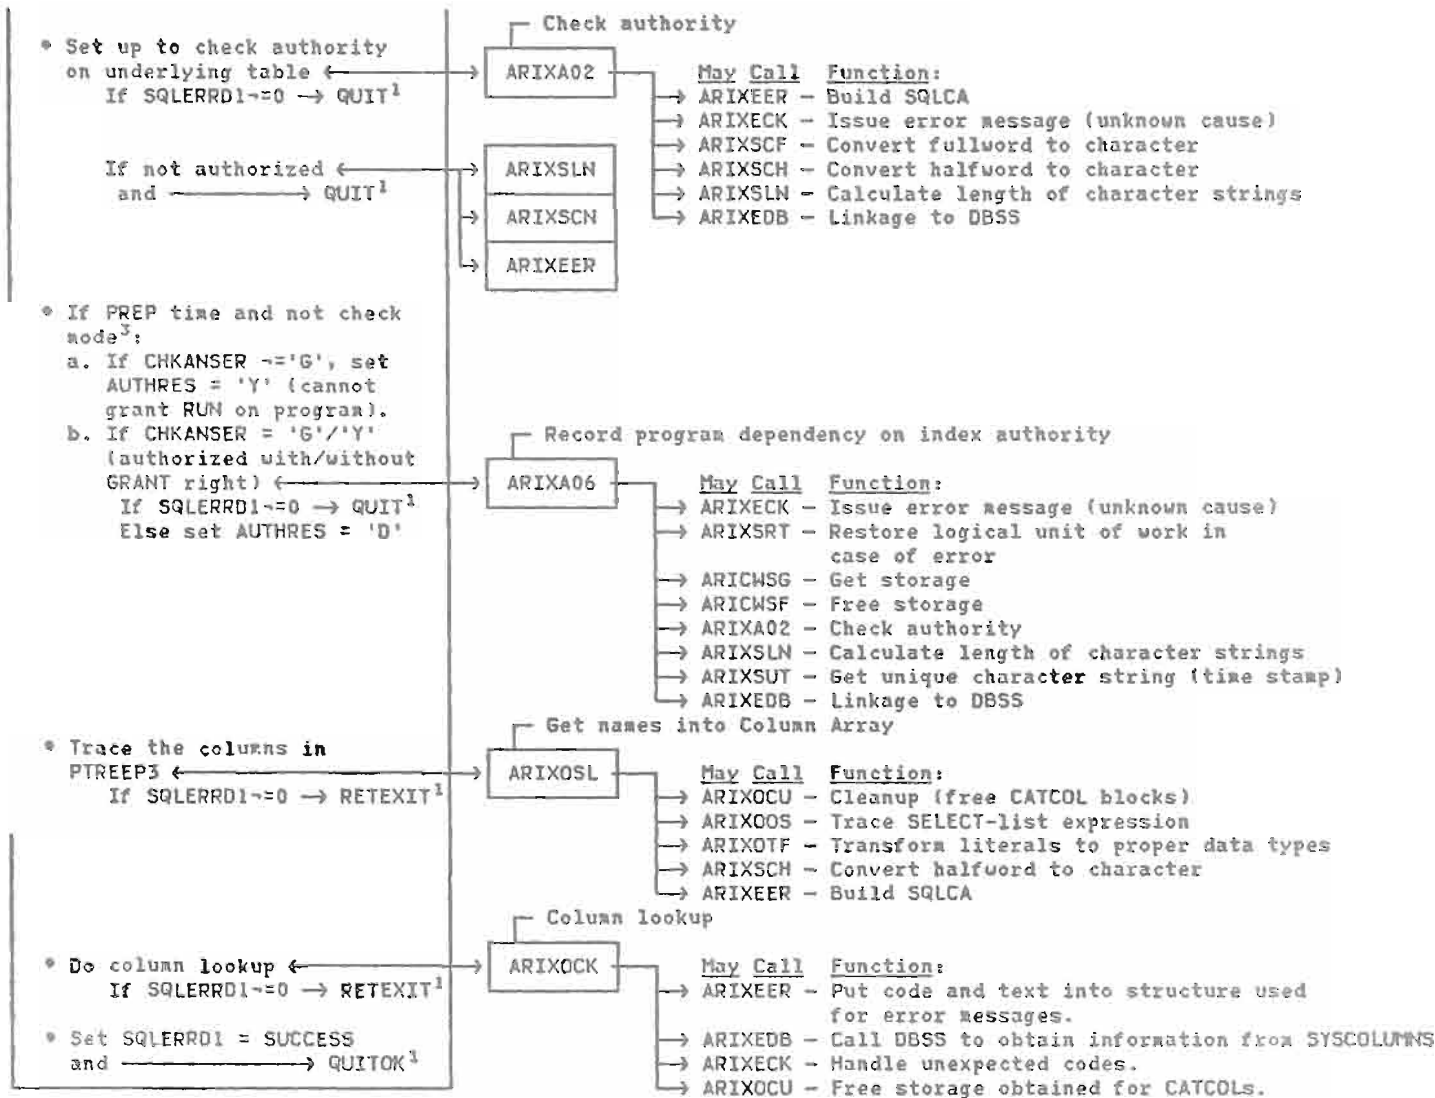 Check authority
• Set up to check authority
on underlying table ↔ ARIXA02
If SQLERRD1¬=0 → QUIT¹
May Call Function:
→ ARIXEER - Build SQLCA
→ ARIXECK - Issue error message (unknown cause)
→ ARIXSCF - Convert fullword to character
→ ARIXSCH - Convert halfword to character
→ ARIXSLN - Calculate length of character strings
→ ARIXEDB - Linkage to DBSS
If not authorized ↔ ARIXSLN
and → QUIT¹
ARIXSCN
ARIXEER
• If PREP time and not check
mode³:
a. If CHKANSER ¬='G', set
AUTHRES = 'Y' (cannot
grant RUN on program).
b. If CHKANSER = 'G'/'Y'
(authorized with/without
GRANT right) ↔ ARIXA06
If SQLERRD1¬=0 → QUIT¹
Else set AUTHRES = 'D'
Record program dependency on index authority
May Call Function:
→ ARIXECK - Issue error message (unknown cause)
→ ARIXSRT - Restore logical unit of work in
case of error
→ ARICWSG - Get storage
→ ARICWSF - Free storage
→ ARIXA02 - Check authority
→ ARIXSLN - Calculate length of character strings
→ ARIXSUT - Get unique character string (time stamp)
→ ARIXEDB - Linkage to DBSS
Get names into Column Array
• Trace the columns in
PTREEP3 ↔ ARIXOSL
If SQLERRD1¬=0 → RETEXIT¹
May Call Function:
→ ARIXOCU - Cleanup (free CATCOL blocks)
→ ARIXOOS - Trace SELECT-list expression
→ ARIXOTF - Transform literals to proper data types
→ ARIXSCH - Convert halfword to character
→ ARIXEER - Build SQLCA
Column lookup
• Do column lookup ↔ ARIXOCK
If SQLERRD1¬=0 → RETEXIT¹
• Set SQLERRD1 = SUCCESS
and → QUITOK¹
May Call Function:
→ ARIXEER - Put code and text into structure used
for error messages.
→ ARIXEDB - Call DBSS to obtain information from SYSCOLUMNS
→ ARIXECK - Handle unexpected codes.
→ ARIXOCU - Free storage obtained for CATCOLs.